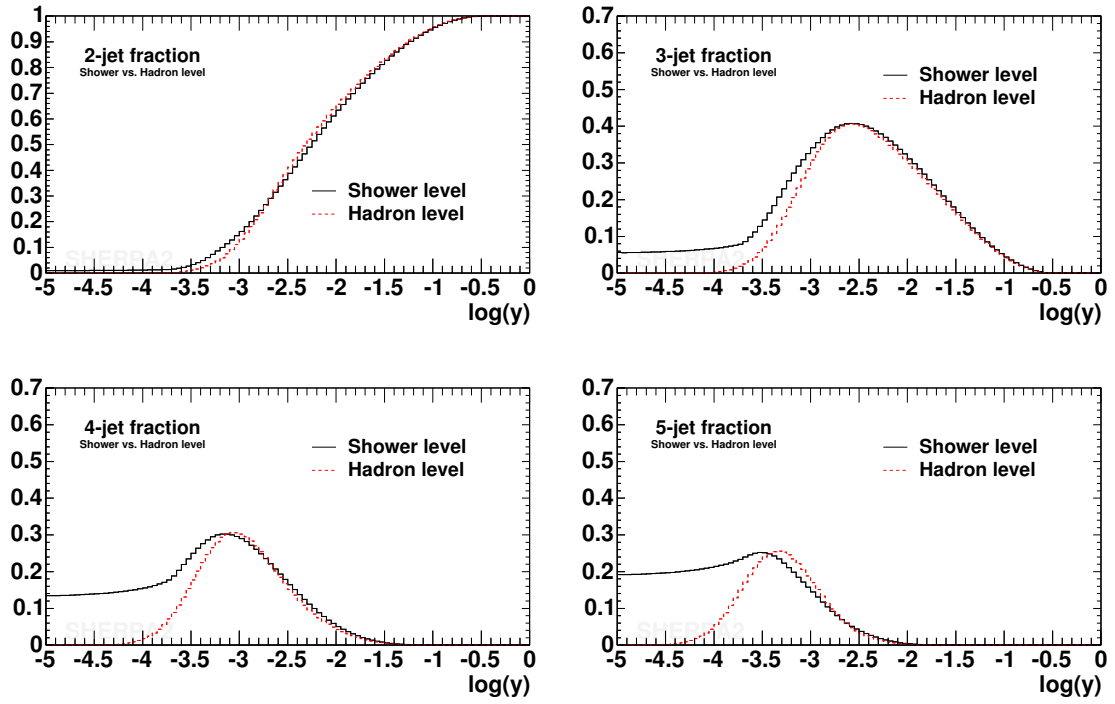 1
0.9
0.8
0.7
0.6
0.5
0.4
0.3
0.2
0.1
0
2-jet fraction
Shower vs. Hadron level
Shower level
Hadron level
SHERPA2
-5 -4.5 -4 -3.5 -3 -2.5 -2 -1.5 -1 -0.5 0
log(y)
0.7
0.6
0.5
0.4
0.3
0.2
0.1
0
3-jet fraction
Shower vs. Hadron level
Shower level
Hadron level
SHERPA2
-5 -4.5 -4 -3.5 -3 -2.5 -2 -1.5 -1 -0.5 0
log(y)
0.7
0.6
0.5
0.4
0.3
0.2
0.1
0
4-jet fraction
Shower vs. Hadron level
Shower level
Hadron level
SHERPA2
-5 -4.5 -4 -3.5 -3 -2.5 -2 -1.5 -1 -0.5 0
log(y)
0.7
0.6
0.5
0.4
0.3
0.2
0.1
0
5-jet fraction
Shower vs. Hadron level
Shower level
Hadron level
SHERPA2
-5 -4.5 -4 -3.5 -3 -2.5 -2 -1.5 -1 -0.5 0
log(y)